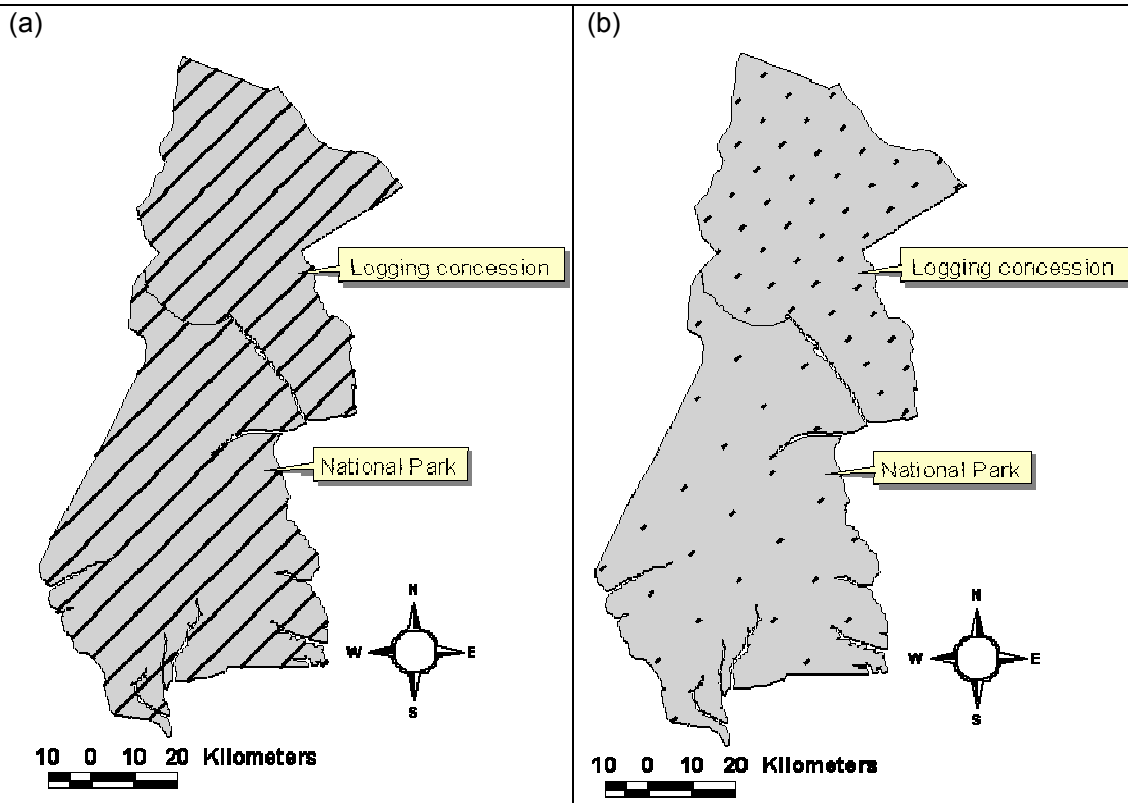 (a)
Logging concession
National Park
N
W E
S
10 0 10 20 Kilometers
(b)
Logging concession
National Park
N
W E
S
10 0 10 20 Kilometers